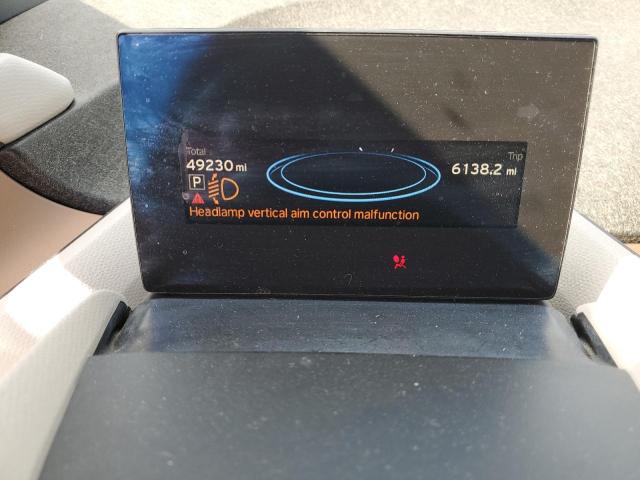 Total
49230 mi
Trip
6138.2 mi
P
Headlamp vertical aim control malfunction